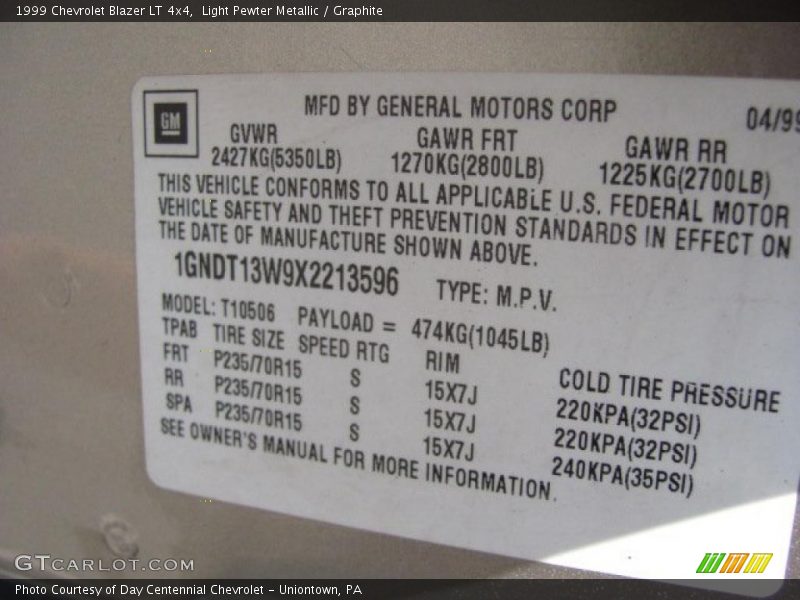 1999 Chevrolet Blazer LT 4x4, Light Pewter Metallic / Graphite
GM
MFD BY GENERAL MOTORS CORP 04/99
GVWR GAWR FRT GAWR RR
2427KG(5350LB) 1270KG(2800LB) 1225KG(2700LB)
THIS VEHICLE CONFORMS TO ALL APPLICABLE U.S. FEDERAL MOTOR
VEHICLE SAFETY AND THEFT PREVENTION STANDARDS IN EFFECT ON
THE DATE OF MANUFACTURE SHOWN ABOVE.
1GNDT13W9X2213596 TYPE: M.P.V.
MODEL: T10506 PAYLOAD = 474KG(1045LB)
TPAB TIRE SIZE SPEED RTG RIM COLD TIRE PRESSURE
FRT P235/70R15 S 15X7J 220KPA(32PSI)
RR P235/70R15 S 15X7J 220KPA(32PSI)
SPA P235/70R15 S 15X7J 240KPA(35PSI)
SEE OWNER'S MANUAL FOR MORE INFORMATION.
GTCARLOT.COM
Photo Courtesy of Day Centennial Chevrolet - Uniontown, PA